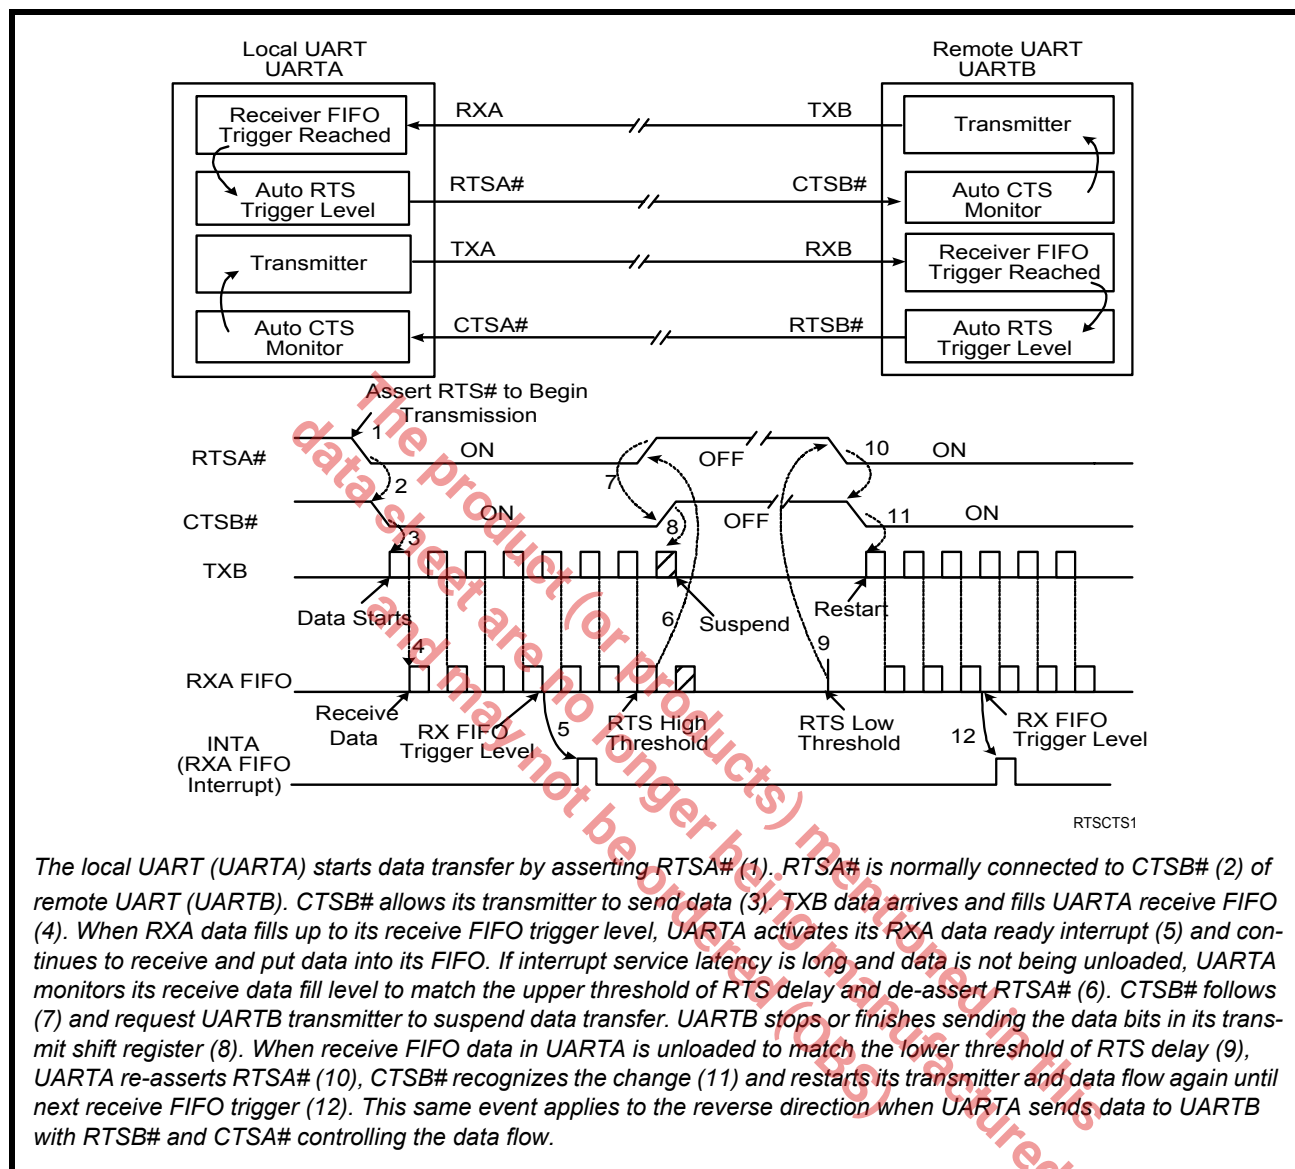 Local UART
UARTA
Remote UART
UARTB
Receiver FIFO
Trigger Reached
RXA
TXB
Transmitter
Auto RTS
Trigger Level
RTSA#
CTSB#
Auto CTS
Monitor
Transmitter
TXA
RXB
Receiver FIFO
Trigger Reached
Auto CTS
Monitor
CTSA#
RTSB#
Auto RTS
Trigger Level
Assert RTS# to Begin
Transmission
1
RTSA#
ON
OFF
10
ON
2
7
CTSB#
ON
8
OFF
11
ON
3
TXB
Data Starts
6
Suspend
Restart
4
9
RXA FIFO
Receive
Data
RX FIFO
Trigger Level
5
RTS High
Threshold
RTS Low
Threshold
12
RX FIFO
Trigger Level
INTA
(RXA FIFO
Interrupt)
RTSCTS1
The local UART (UARTA) starts data transfer by asserting RTSA# (1). RTSA# is normally connected to CTSB# (2) of
remote UART (UARTB). CTSB# allows its transmitter to send data (3). TXB data arrives and fills UARTA receive FIFO
(4). When RXA data fills up to its receive FIFO trigger level, UARTA activates its RXA data ready interrupt (5) and con-
tinues to receive and put data into its FIFO. If interrupt service latency is long and data is not being unloaded, UARTA
monitors its receive data fill level to match the upper threshold of RTS delay and de-assert RTSA# (6). CTSB# follows
(7) and request UARTB transmitter to suspend data transfer. UARTB stops or finishes sending the data bits in its trans-
mit shift register (8). When receive FIFO data in UARTA is unloaded to match the lower threshold of RTS delay (9),
UARTA re-asserts RTSA# (10), CTSB# recognizes the change (11) and restarts its transmitter and data flow again until
next receive FIFO trigger (12). This same event applies to the reverse direction when UARTA sends data to UARTB
with RTSB# and CTSA# controlling the data flow.
The product (or products) mentioned in this
data sheet are no longer being manufactured
and may not be ordered (OBS)